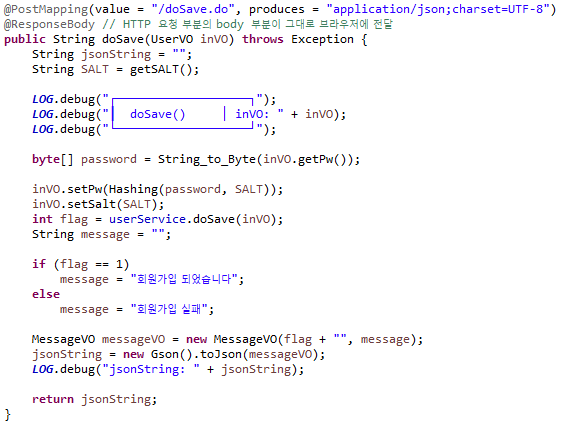 @PostMapping(value = "/doSave.do", produces = "application/json;charset=UTF-8")
@ResponseBody // HTTP 요청 부분의 body 부분이 그대로 브라우저에 전달
public String doSave(UserVO inVO) throws Exception {
    String jsonString = "";
    String SALT = getSALT();

    LOG.debug("┌───────────────────┐");
    LOG.debug("│  doSave()     │ inVO: " + inVO);
    LOG.debug("└───────────────────┘");

    byte[] password = String_to_Byte(inVO.getPw());

    inVO.setPw(Hashing(password, SALT));
    inVO.setSalt(SALT);
    int flag = userService.doSave(inVO);
    String message = "";

    if (flag == 1)
        message = "회원가입 되었습니다";
    else
        message = "회원가입 실패";

    MessageVO messageVO = new MessageVO(flag + "", message);
    jsonString = new Gson().toJson(messageVO);
    LOG.debug("jsonString: " + jsonString);

    return jsonString;
}